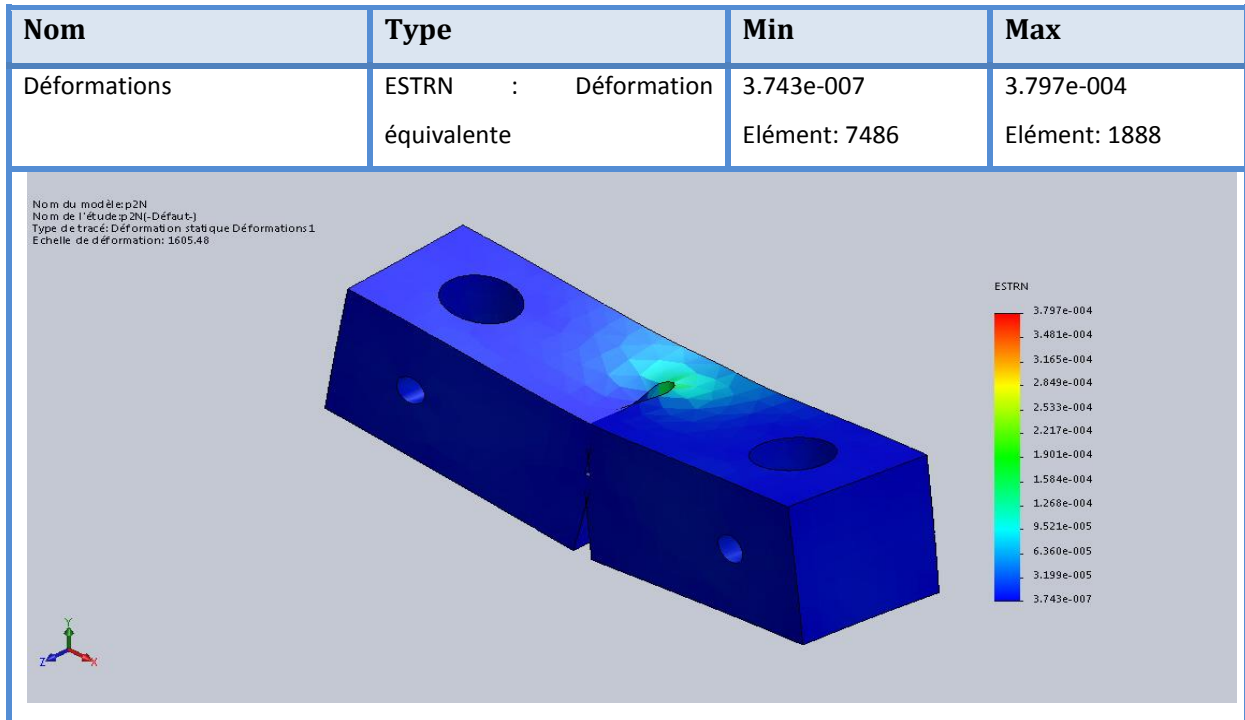 Nom Type Min Max
Déformations ESTRN : Déformation 3.743e-007 3.797e-004
équivalente Elément: 7486 Elément: 1888
Nom du modèle:p2N
Nom de l'étude:p2N(-Défaut-)
Type de tracé: Déformation statique Déformations1
Echelle de déformation: 1605.48
ESTRN
3.797e-004
3.481e-004
3.165e-004
2.849e-004
2.533e-004
2.217e-004
1.901e-004
1.584e-004
1.268e-004
9.521e-005
6.360e-005
3.199e-005
3.743e-007
Y
Z X